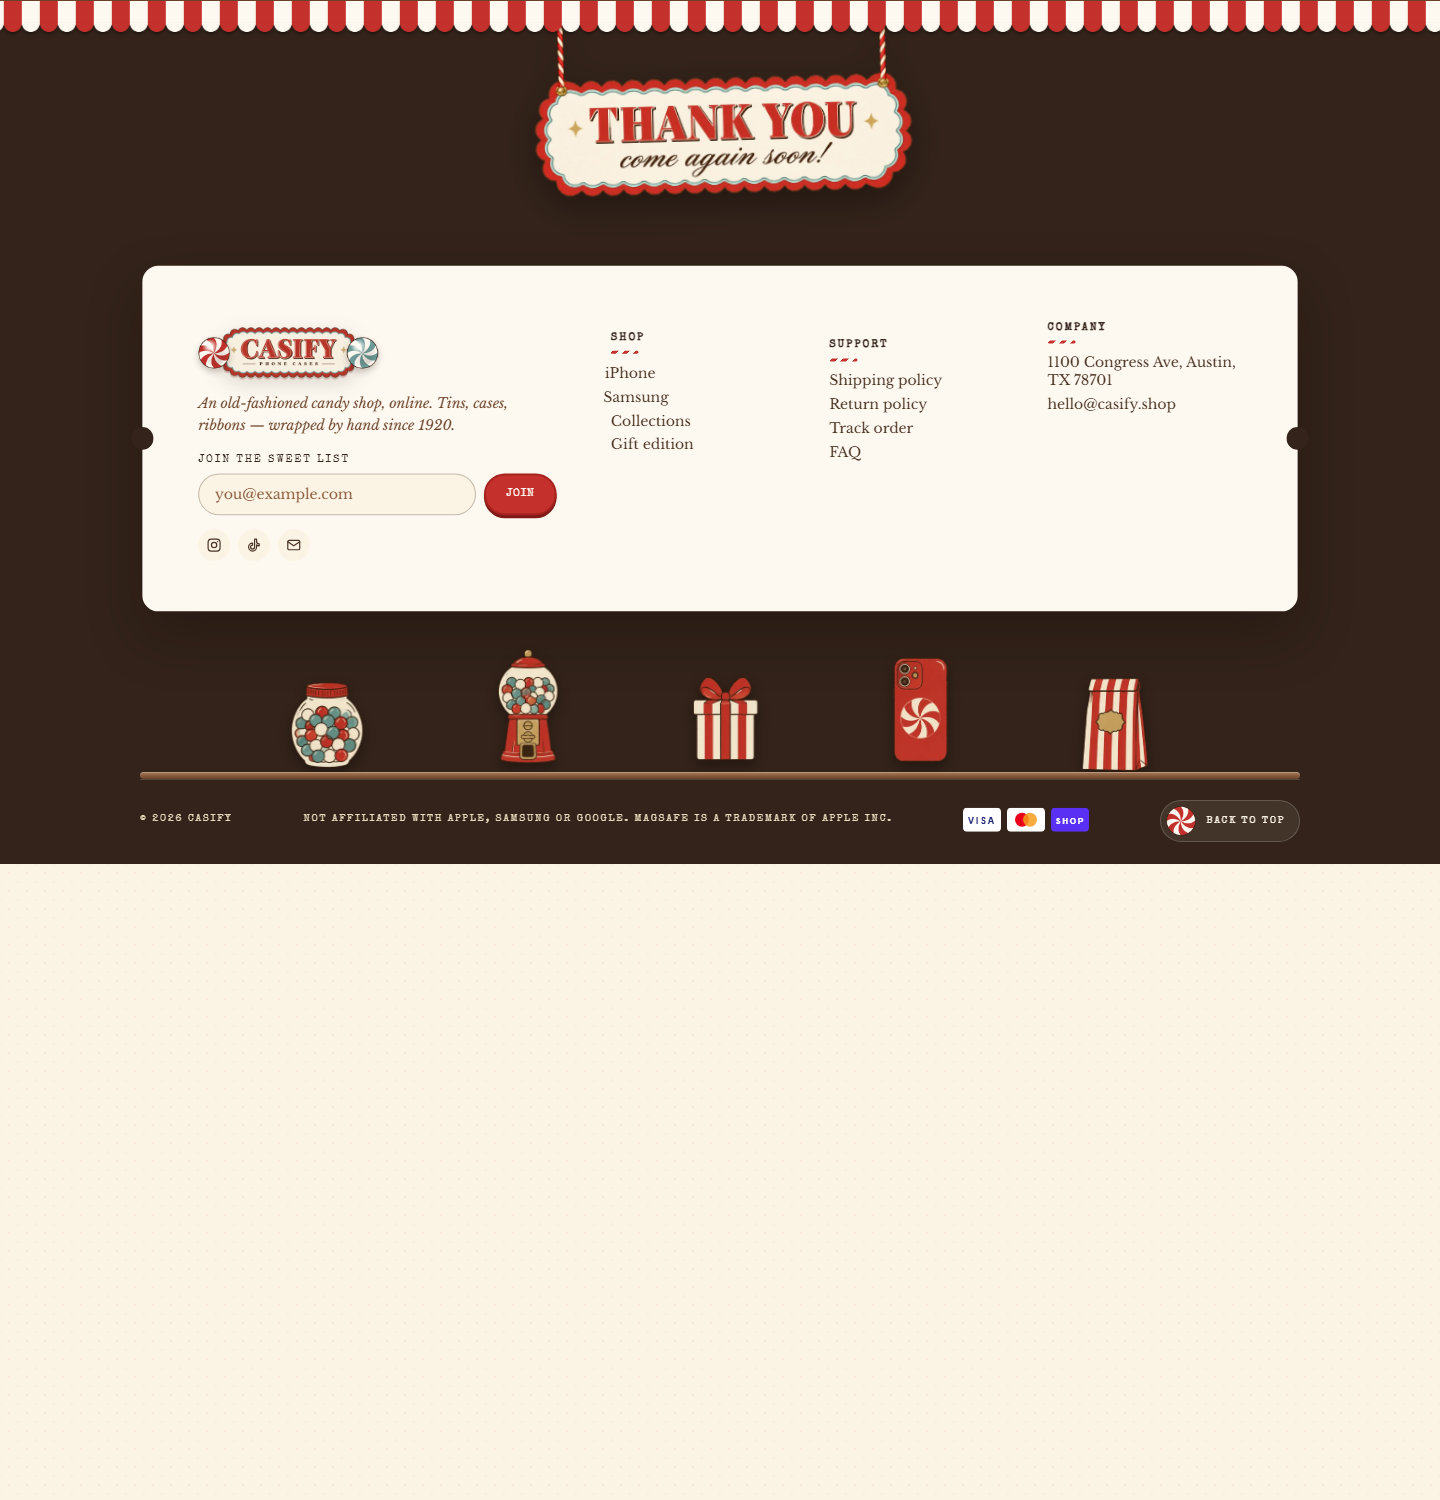 THANK YOU
come again soon!
CASIFY
PHONE CASES
An old-fashioned candy shop, online. Tins, cases,
ribbons — wrapped by hand since 1920.
JOIN THE SWEET LIST
you@example.com
JOIN
SHOP
iPhone
Samsung
Collections
Gift edition
SUPPORT
Shipping policy
Return policy
Track order
FAQ
COMPANY
1100 Congress Ave, Austin,
TX 78701
hello@casify.shop
© 2026 CASIFY
NOT AFFILIATED WITH APPLE, SAMSUNG OR GOOGLE. MAGSAFE IS A TRADEMARK OF APPLE INC.
VISA
SHOP
BACK TO TOP